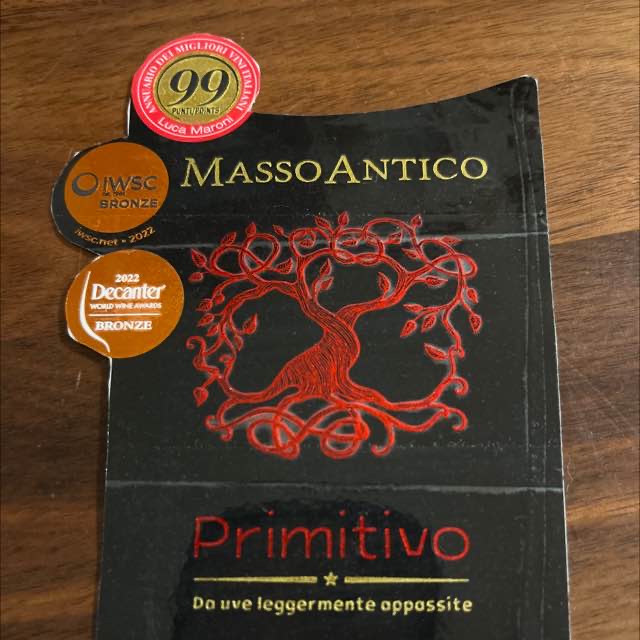 ANNUARIO DEI MIGLIORI VINI ITALIANI
99
PUNTI/POINTS
Luca Maroni
IWSC
BRONZE
iwsc.net • 2022
2022
Decanter
WORLD WINE AWARDS
BRONZE
MASSO ANTICO
Primitivo
Da uve leggermente appassite